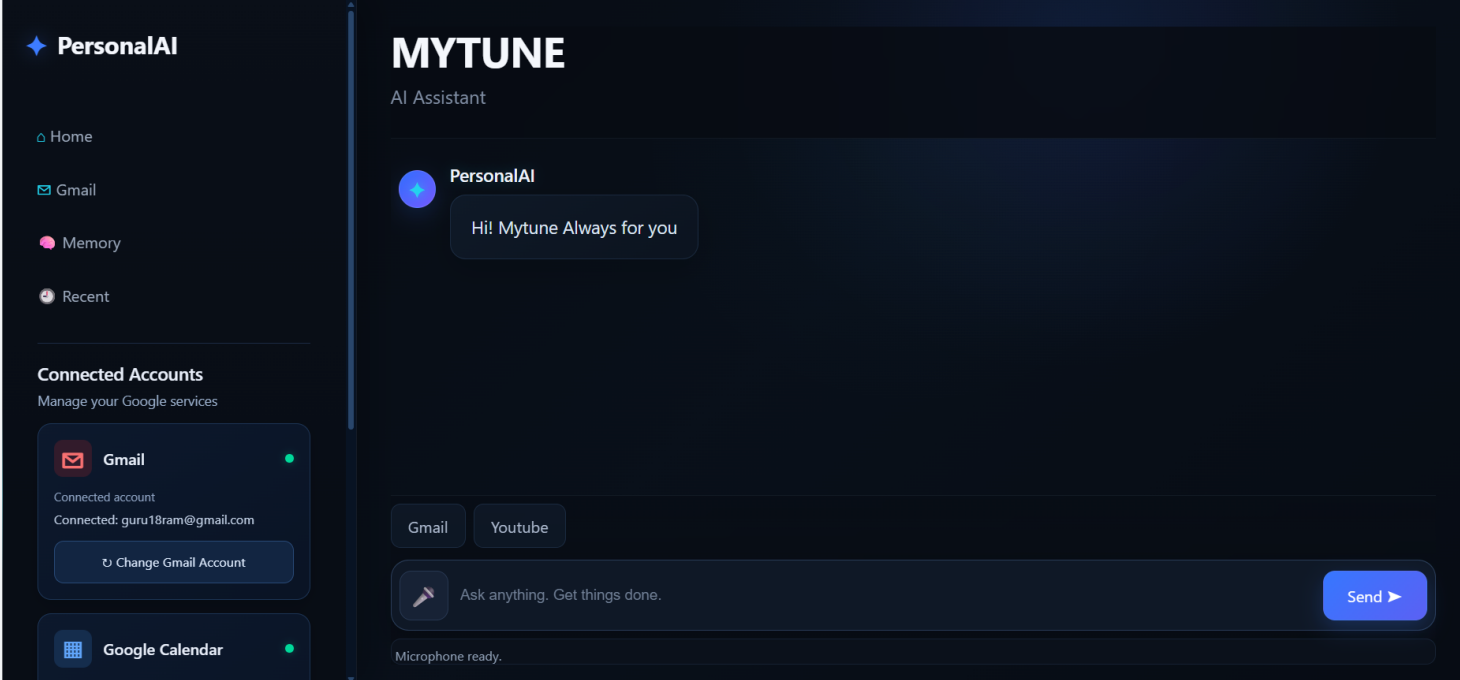 PersonalAI
Home
Gmail
Memory
Recent
Connected Accounts
Manage your Google services
Gmail
Connected account
Connected: guru18ram@gmail.com
↻ Change Gmail Account
Google Calendar
MYTUNE
AI Assistant
PersonalAI
Hi! Mytune Always for you
Gmail
Youtube
Ask anything. Get things done.
Send ➤
Microphone ready.